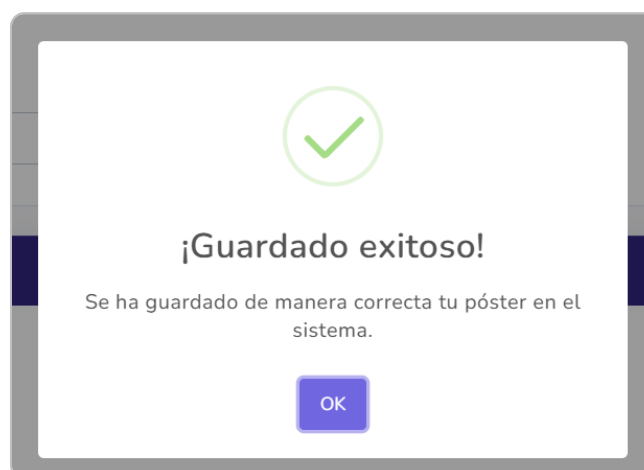 ¡Guardado exitoso!
Se ha guardado de manera correcta tu póster en el
sistema.
OK